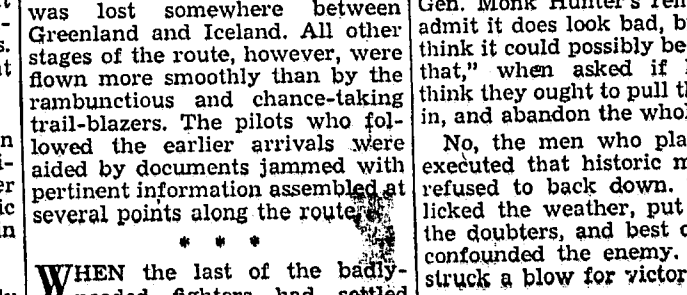 was lost somewhere between
Greenland and Iceland. All other
stages of the route, however, were
flown more smoothly than by the
rambunctious and chance-taking
trail-blazers. The pilots who fol-
lowed the earlier arrivals were
aided by documents jammed with
pertinent information assembled at
several points along the route.
* * *
WHEN the last of the badly-
needed fighters had settled
Gen. Monk Hunter's
admit it does look bad, b
think it could possibly be
that," when asked if
think they ought to pull th
in, and abandon the whol
No, the men who pla
executed that historic m
refused to back down.
licked the weather, put
the doubters, and best o
confounded the enemy.
struck a blow for victor